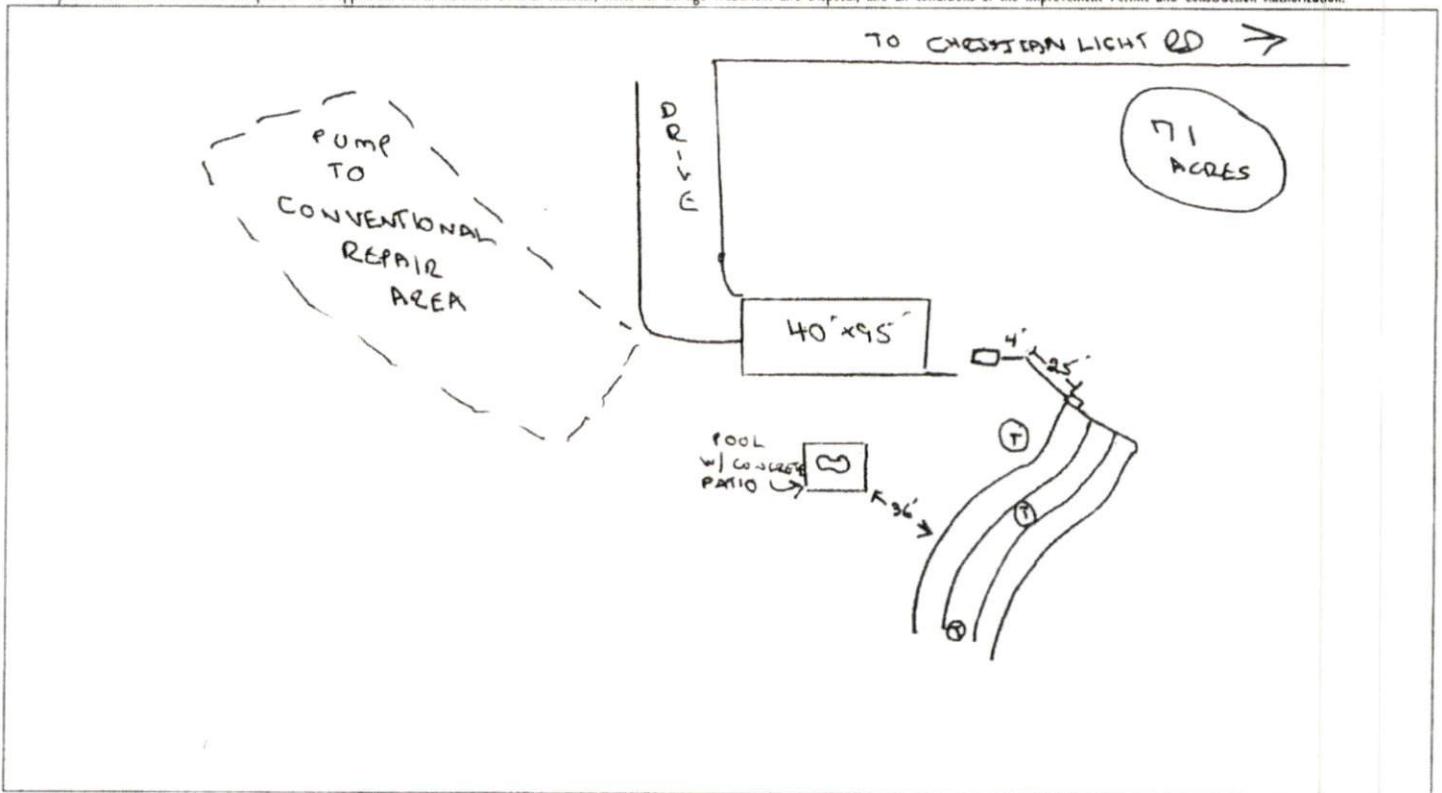 TO CHRISTIAN LIGHT RD
DRIVE
71
ACRES
PUMP
TO
CONVENTIONAL
REPAIR
AREA
40'x95'
4'
25'
T
POOL
W/ CONCRETE
PATIO
36'
T
T